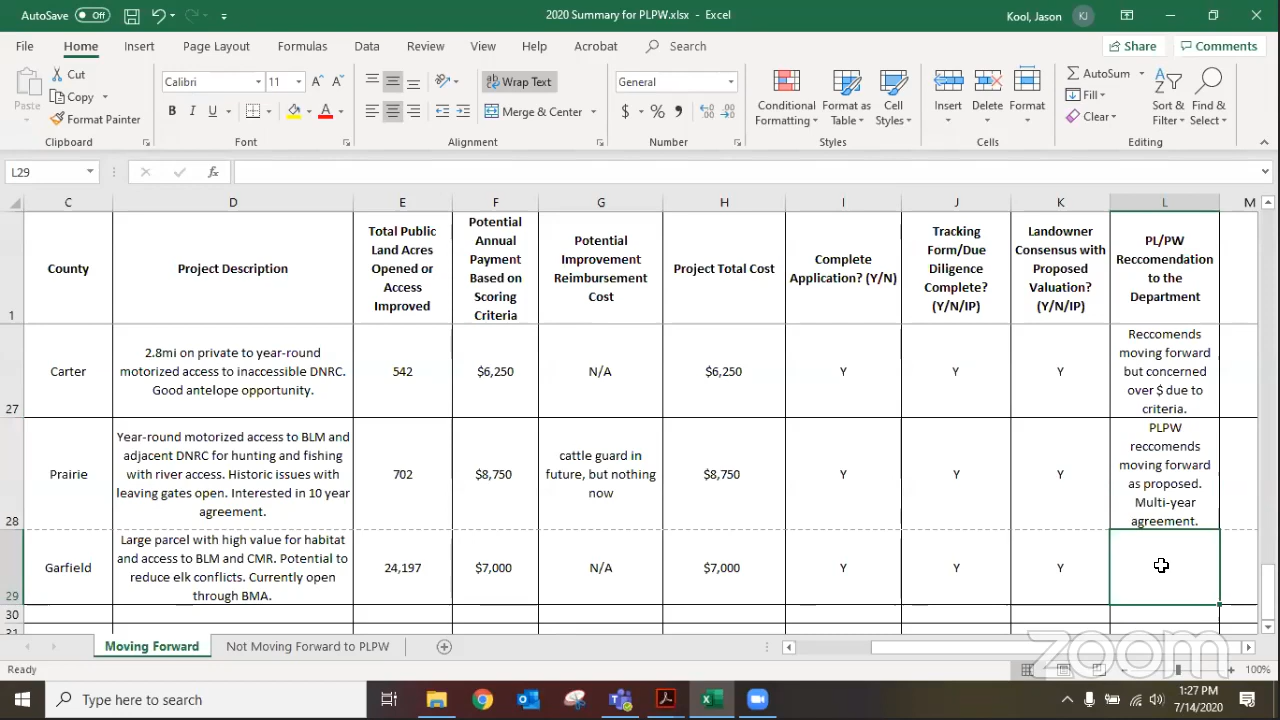 AutoSave Off
2020 Summary for PLPW.xlsx - Excel
Kool, Jason KJ
File Home Insert Page Layout Formulas Data Review View Help Acrobat Search Share Comments
Paste
Cut
Copy
Format Painter
Clipboard
Calibri 11
B I U
Font
Wrap Text
Merge & Center
Alignment
General
$ % ,
Number
Conditional
Formatting
Format as
Table
Cell
Styles
Styles
Insert Delete Format
Cells
AutoSum
Fill
Clear
Sort &
Filter
Find &
Select
Editing
L29
fx
C D E F G H I J K L M
1
County
Project Description
Total Public
Land Acres
Opened or
Access
Improved
Potential
Annual
Payment
Based on
Scoring
Criteria
Potential
Improvement
Reimbursement
Cost
Project Total Cost
Complete
Application? (Y/N)
Tracking
Form/Due
Diligence
Complete?
(Y/N/IP)
Landowner
Consensus with
Proposed
Valuation?
(Y/N/IP)
PL/PW
Reccomendation
to the
Department
27
Carter
2.8mi on private to year-round
motorized access to inaccessible DNRC.
Good antelope opportunity.
542
$6,250
N/A
$6,250
Y
Y
Y
Reccomends
moving forward
but concerned
over $ due to
criteria.
28
Prairie
Year-round motorized access to BLM and
adjacent DNRC for hunting and fishing
with river access. Historic issues with
leaving gates open. Interested in 10 year
agreement.
702
$8,750
cattle guard in
future, but nothing
now
$8,750
Y
Y
Y
PLPW
reccomends
moving forward
as proposed.
Multi-year
agreement.
29
Garfield
Large parcel with high value for habitat
and access to BLM and CMR. Potential to
reduce elk conflicts. Currently open
through BMA.
24,197
$7,000
N/A
$7,000
Y
Y
Y
30
31
Moving Forward
Not Moving Forward to PLPW
Ready
100%
zoom
Type here to search
1:27 PM
7/14/2020